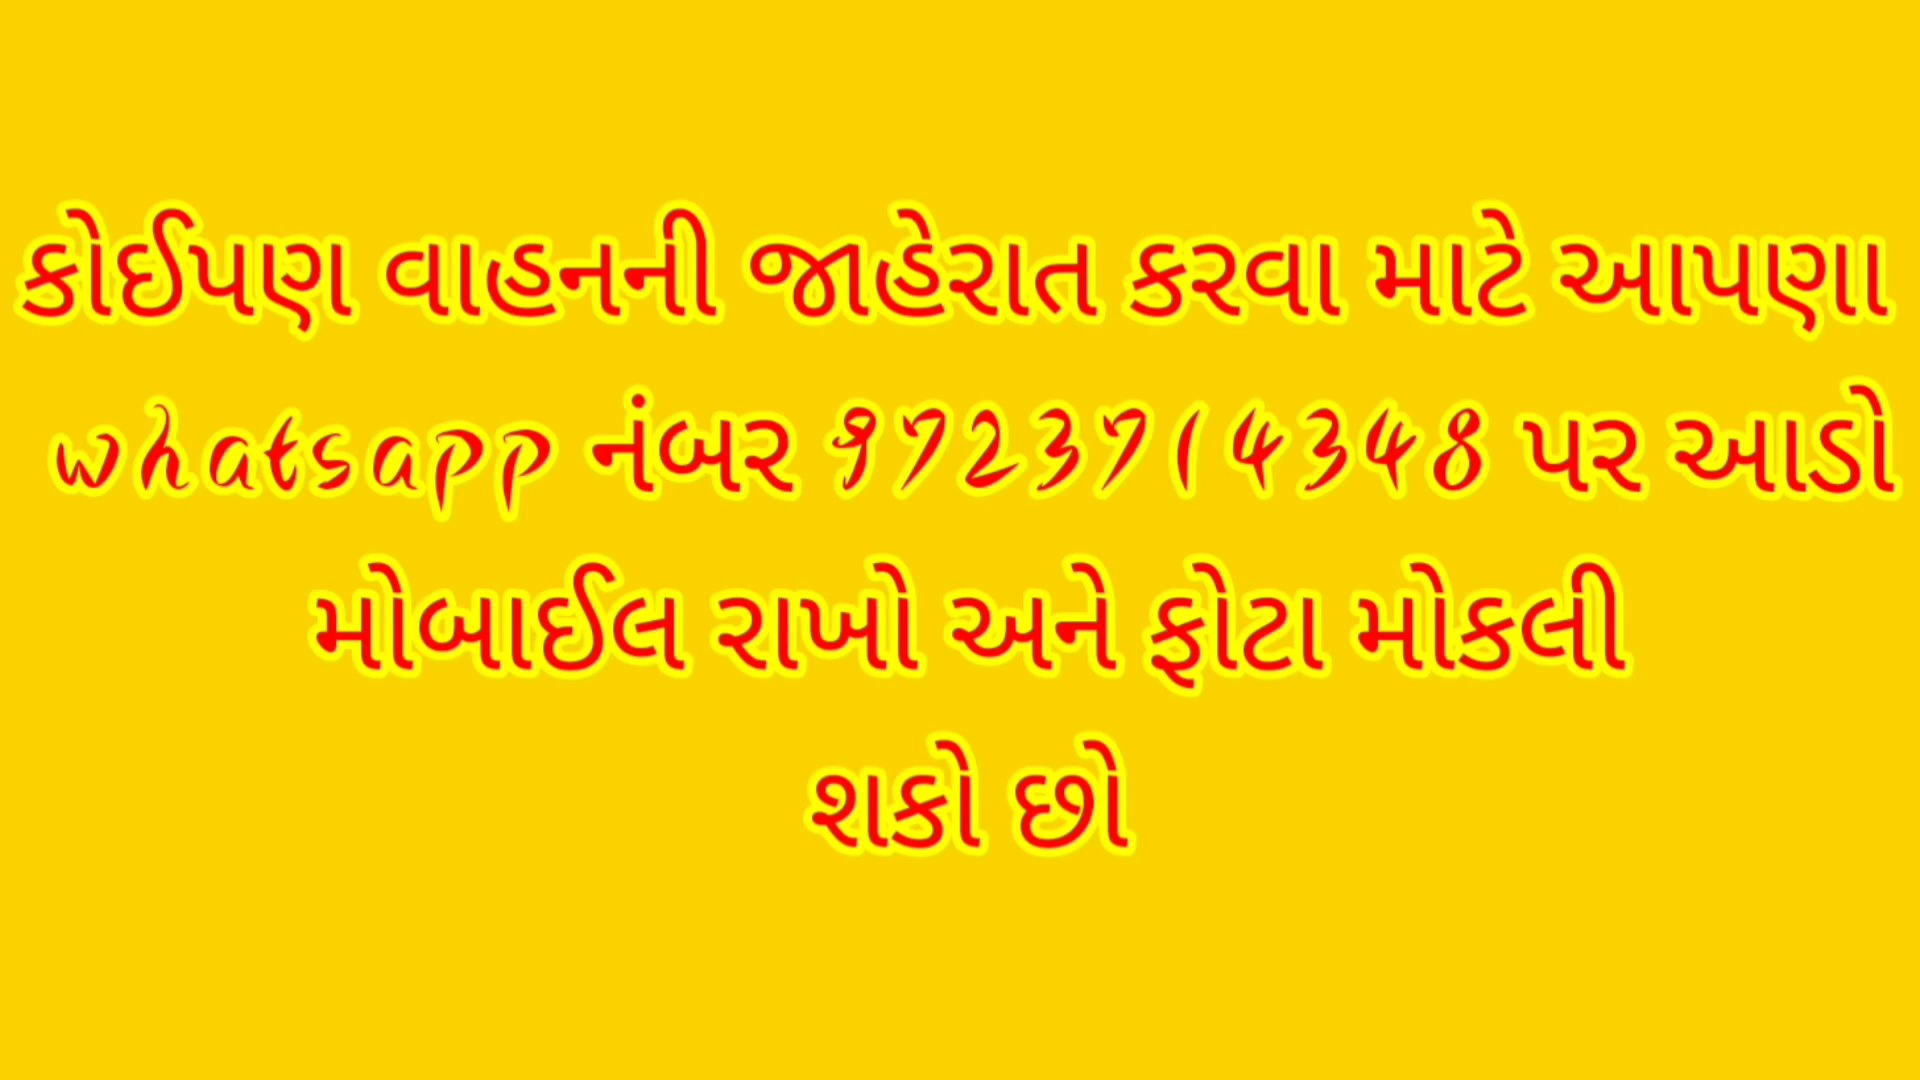 કોઈપણ વાહનની જાહેરાત કરવા માટે આપણા
whatsapp નંબર 9723714348 પર આડો
મોબાઈલ રાખો અને ફોટા મોકલી
શકો છો